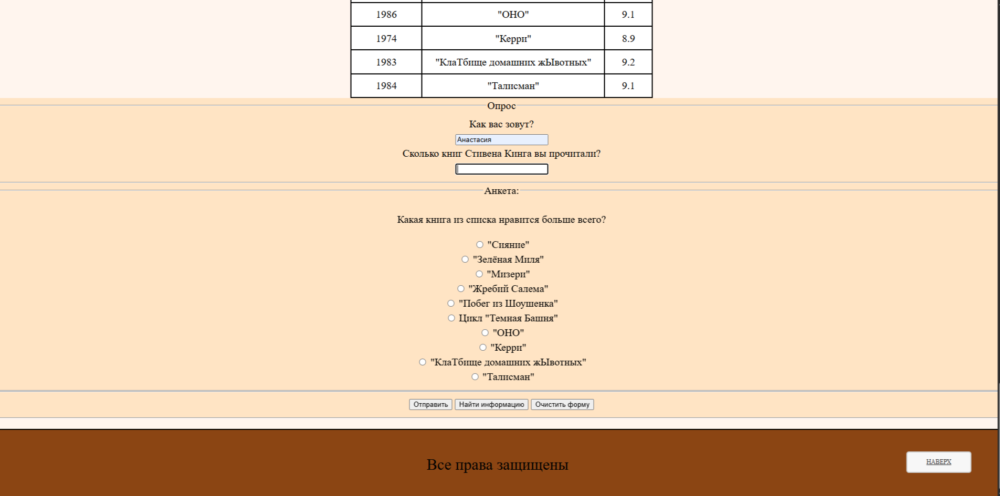 1986 "ОНО" 9.1
1974 "Керри" 8.9
1983 "КлаТбище домашних жЫвотных" 9.2
1984 "Талисман" 9.1
Опрос
Как вас зовут?
Анастасия
Сколько книг Стивена Кинга вы прочитали?
Анкета:
Какая книга из списка нравится больше всего?
"Сияние"
"Зелёная Миля"
"Мизери"
"Жребий Салема"
"Побег из Шоушенка"
Цикл "Темная Башня"
"ОНО"
"Керри"
"КлаТбище домашних жЫвотных"
"Талисман"
Отправить Найти информацию Очистить форму
Все права защищены
НАВЕРХ